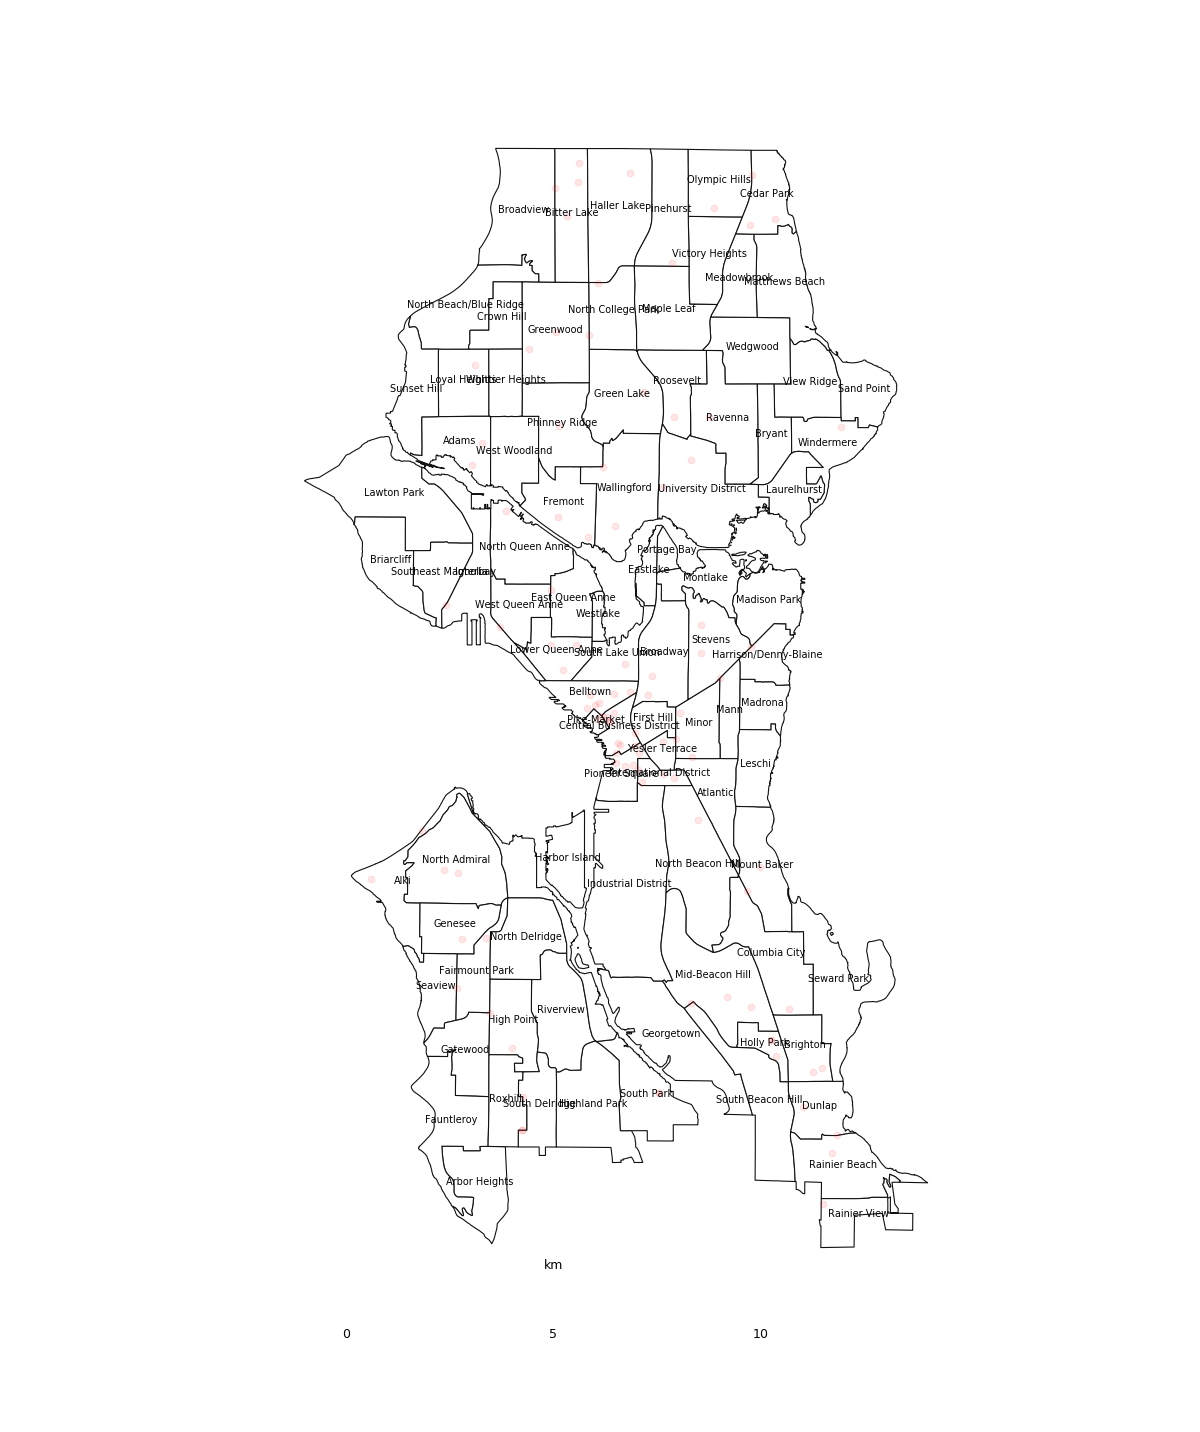 Olympic Hills
Cedar Park
Broadview
Bitter Lake
Haller Lake
Pinehurst
Victory Heights
Meadowbrook
Matthews Beach
North Beach/Blue Ridge
Crown Hill
North College Park
Maple Leaf
Greenwood
Wedgwood
Loyal Heights
Whittier Heights
Sunset Hill
Green Lake
Roosevelt
View Ridge
Sand Point
Phinney Ridge
Ravenna
Adams
West Woodland
Bryant
Windermere
Lawton Park
Fremont
Wallingford
University District
Laurelhurst
North Queen Anne
Portage Bay
Briarcliff
Southeast Magnolia
Interbay
Eastlake
Montlake
West Queen Anne
East Queen Anne
Westlake
Madison Park
Lower Queen Anne
South Lake Union
Broadway
Stevens
Harrison/Denny-Blaine
Belltown
Madrona
Mann
Pike-Market
First Hill
Minor
Central Business District
Yesler Terrace
Leschi
Pioneer Square
International District
Atlantic
North Admiral
Harbor Island
North Beacon Hill
Mount Baker
Alki
Industrial District
Genesee
North Delridge
Columbia City
Fairmount Park
Mid-Beacon Hill
Seward Park
Seaview
Riverview
High Point
Georgetown
Holly Park
Brighton
Gatewood
Roxhill
South Delridge
Highland Park
South Park
South Beacon Hill
Dunlap
Fauntleroy
Rainier Beach
Arbor Heights
Rainier View
km
0 5 10